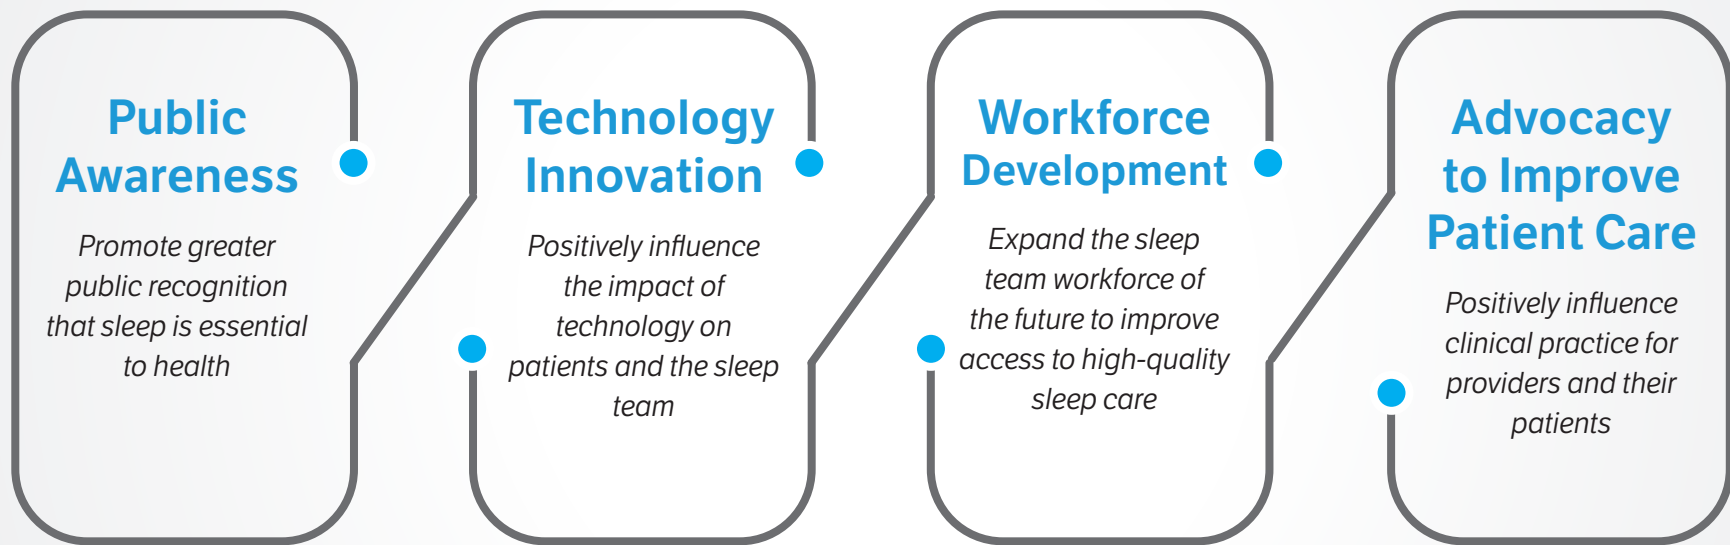 Public
Awareness
Promote greater
public recognition
that sleep is essential
to health
Technology
Innovation
Positively influence
the impact of
technology on
patients and the sleep
team
Workforce
Development
Expand the sleep
team workforce of
the future to improve
access to high-quality
sleep care
Advocacy
to Improve
Patient Care
Positively influence
clinical practice for
providers and their
patients